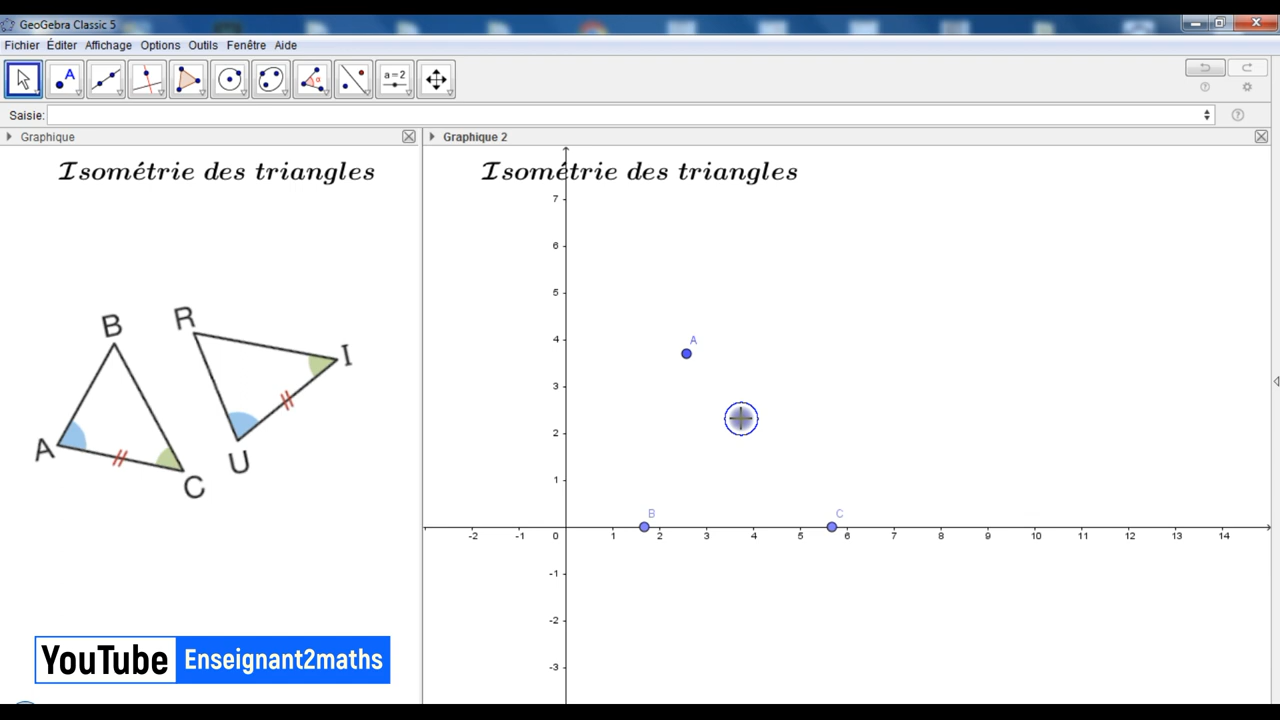 GeoGebra Classic 5
Fichier Éditer Affichage Options Outils Fenêtre Aide
A
α
a=2
Saisie:
Graphique
Graphique 2
Isométrie des triangles
Isométrie des triangles
B
R
I
A
U
C
7
6
5
4
3
2
1
-1
-2
-3
A
B
C
-2 -1 0 1 2 3 4 5 6 7 8 9 10 11 12 13 14
YouTube Enseignant2maths